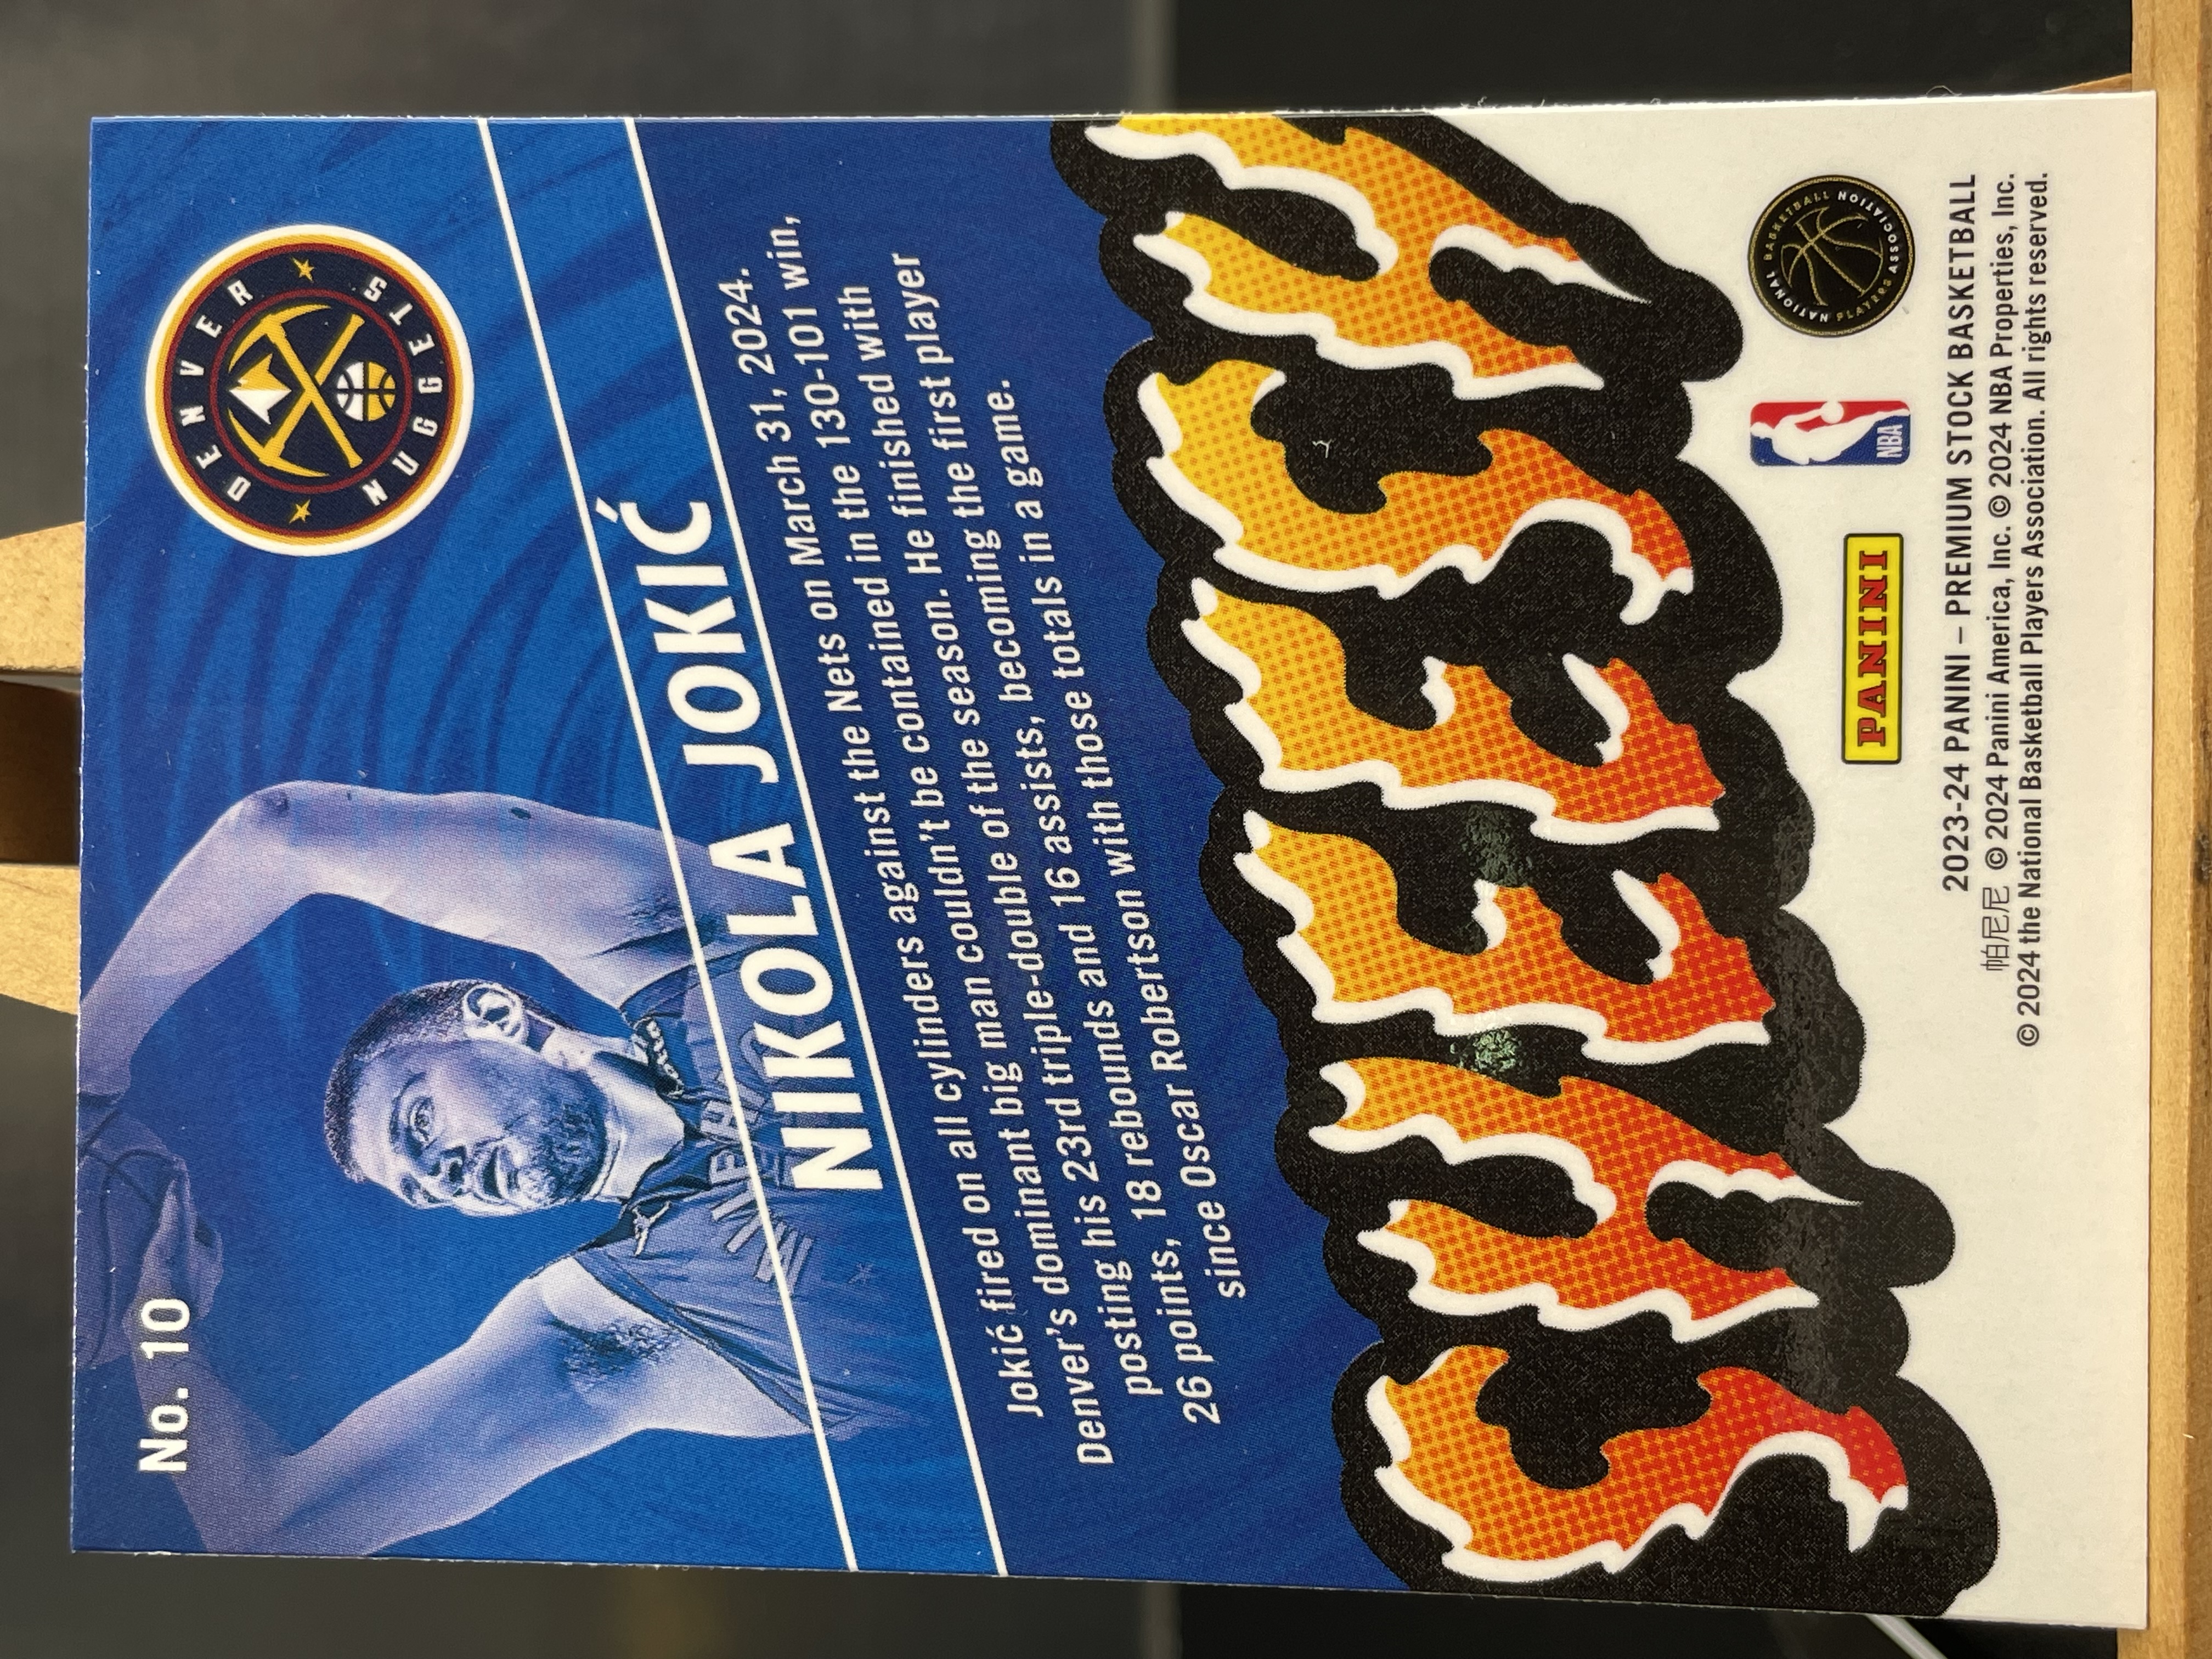 No. 10
DENVER
NUGGETS
NIKOLA JOKIĆ
Jokić fired on all cylinders against the Nets on March 31, 2024.
Denver's dominant big man couldn't be contained in the 130-101 win,
posting his 23rd triple-double of the season. He finished with
26 points, 18 rebounds and 16 assists, becoming the first player
since Oscar Robertson with those totals in a game.
SHEESH
PANINI
NBA
NATIONAL BASKETBALL
PLAYERS ASSOCIATION
2023-24 PANINI – PREMIUM STOCK BASKETBALL
帕尼尼 © 2024 Panini America, Inc. © 2024 NBA Properties, Inc.
© 2024 the National Basketball Players Association. All rights reserved.